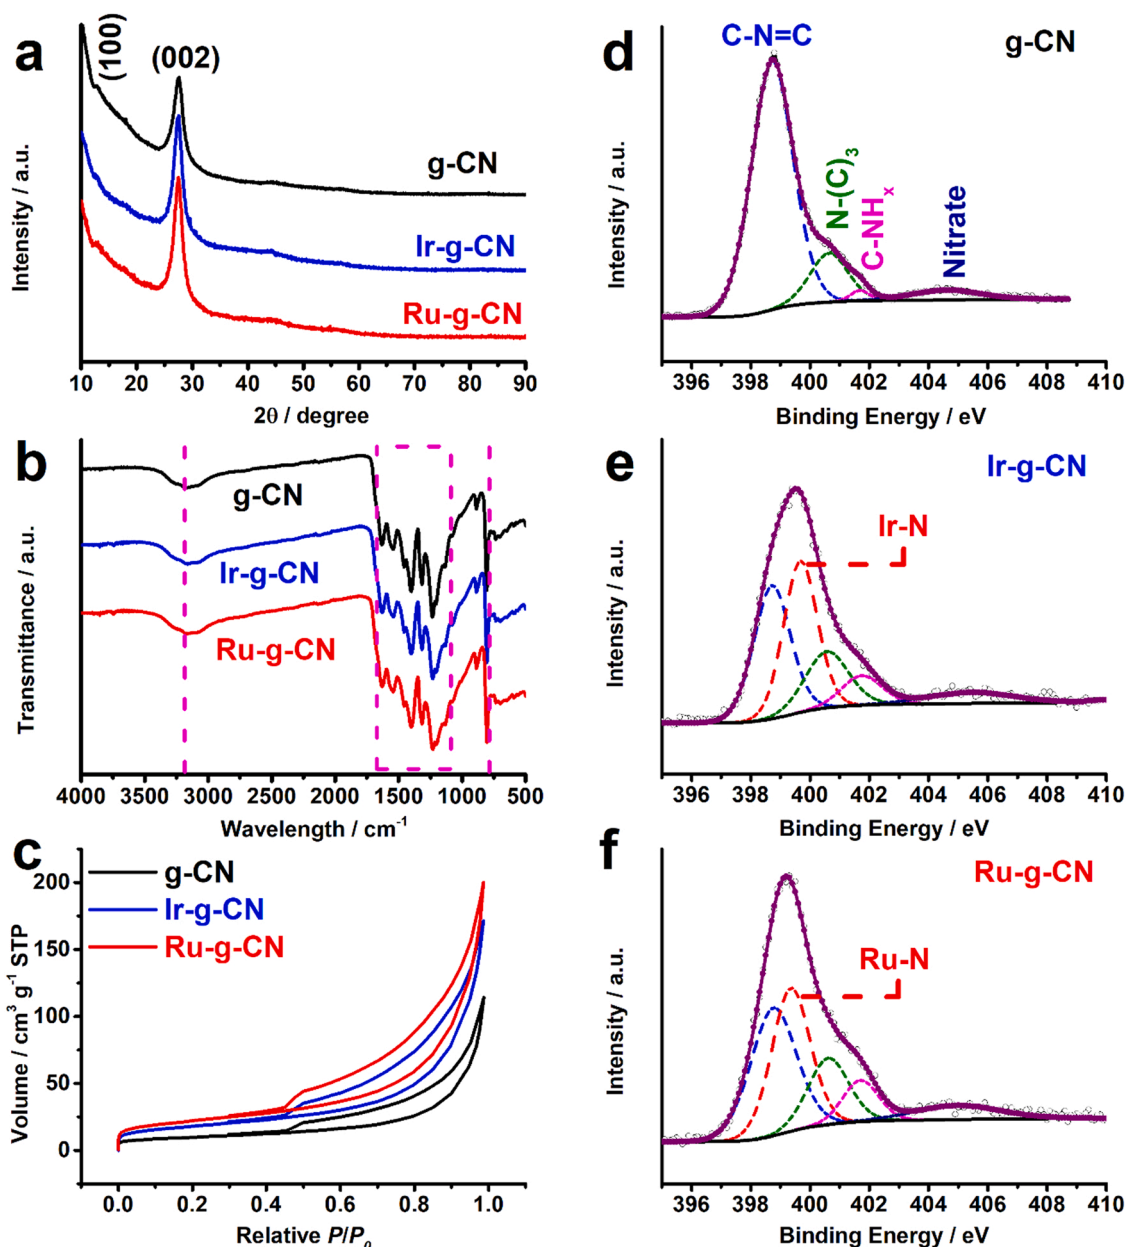 a
(100)
(002)
g-CN
Ir-g-CN
Ru-g-CN
Intensity / a.u.
10 20 30 40 50 60 70 80 90
2θ / degree
b
g-CN
Ir-g-CN
Ru-g-CN
Transmittance / a.u.
4000 3500 3000 2500 2000 1500 1000 500
Wavelength / cm⁻¹
c
g-CN
Ir-g-CN
Ru-g-CN
200
150
100
50
0
Volume / cm³ g⁻¹ STP
0.0 0.2 0.4 0.6 0.8 1.0
Relative P/P₀
d
C-N=C
g-CN
N-(C)₃
C-NHₓ
Nitrate
Intensity / a.u.
396 398 400 402 404 406 408 410
Binding Energy / eV
e
Ir-g-CN
Ir-N
Intensity / a.u.
396 398 400 402 404 406 408 410
Binding Energy / eV
f
Ru-g-CN
Ru-N
Intensity / a.u.
396 398 400 402 404 406 408 410
Binding Energy / eV